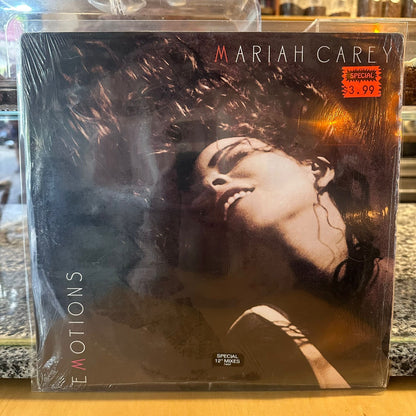 MARIAH CAREY
SPECIAL
$3.99
EMOTIONS
SPECIAL
12" MIXES